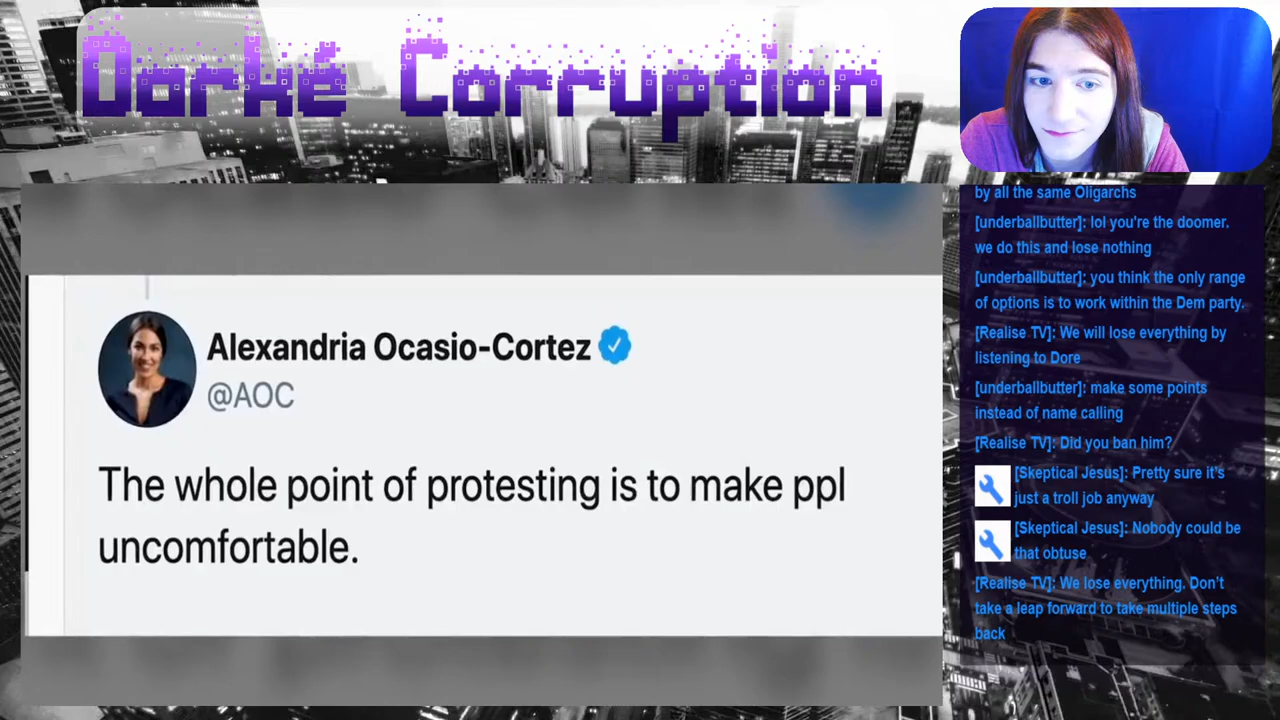 Darké Corruption
Alexandria Ocasio-Cortez
@AOC
The whole point of protesting is to make ppl
uncomfortable.
by all the same Oligarchs
[underballbutter]: lol you're the doomer.
we do this and lose nothing
[underballbutter]: you think the only range
of options is to work within the Dem party.
[Realise TV]: We will lose everything by
listening to Dore
[underballbutter]: make some points
instead of name calling
[Realise TV]: Did you ban him?
[Skeptical Jesus]: Pretty sure it's
just a troll job anyway
[Skeptical Jesus]: Nobody could be
that obtuse
[Realise TV]: We lose everything. Don't
take a leap forward to take multiple steps
back